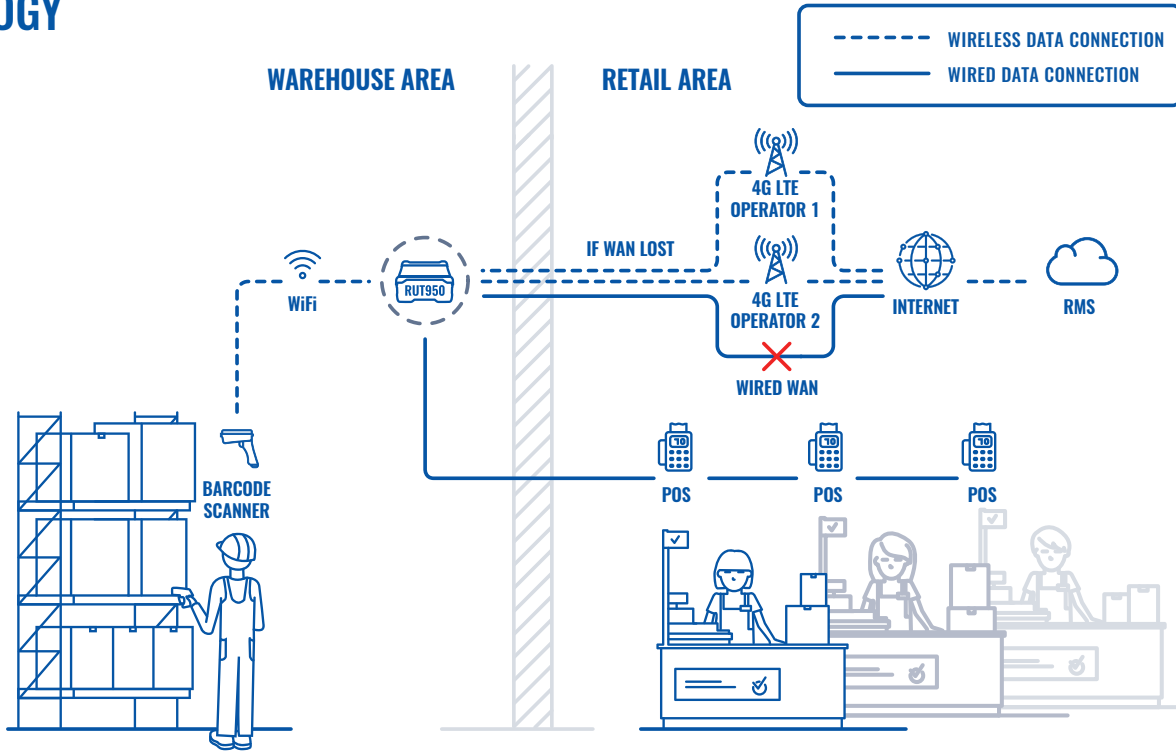 WIRELESS DATA CONNECTION
WIRED DATA CONNECTION
WAREHOUSE AREA
RETAIL AREA
4G LTE
OPERATOR 1
IF WAN LOST
WiFi
RUT950
4G LTE
OPERATOR 2
INTERNET
RMS
WIRED WAN
BARCODE
SCANNER
POS
POS
POS